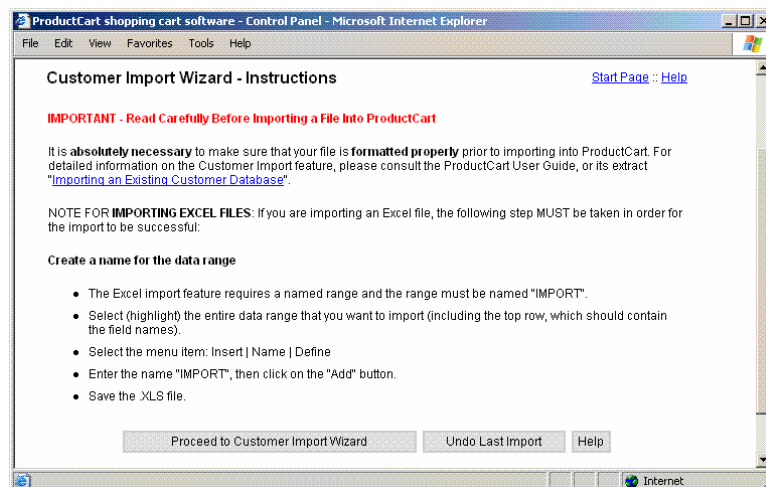 ProductCart shopping cart software - Control Panel - Microsoft Internet Explorer
File Edit View Favorites Tools Help
Customer Import Wizard - Instructions
Start Page :: Help
IMPORTANT - Read Carefully Before Importing a File Into ProductCart
It is absolutely necessary to make sure that your file is formatted properly prior to importing into ProductCart. For
detailed information on the Customer Import feature, please consult the ProductCart User Guide, or its extract
"Importing an Existing Customer Database".
NOTE FOR IMPORTING EXCEL FILES: If you are importing an Excel file, the following step MUST be taken in order for
the import to be successful:
Create a name for the data range
• The Excel import feature requires a named range and the range must be named "IMPORT".
• Select (highlight) the entire data range that you want to import (including the top row, which should contain
the field names).
• Select the menu item: Insert | Name | Define
• Enter the name "IMPORT", then click on the "Add" button.
• Save the .XLS file.
Proceed to Customer Import Wizard Undo Last Import Help
Internet